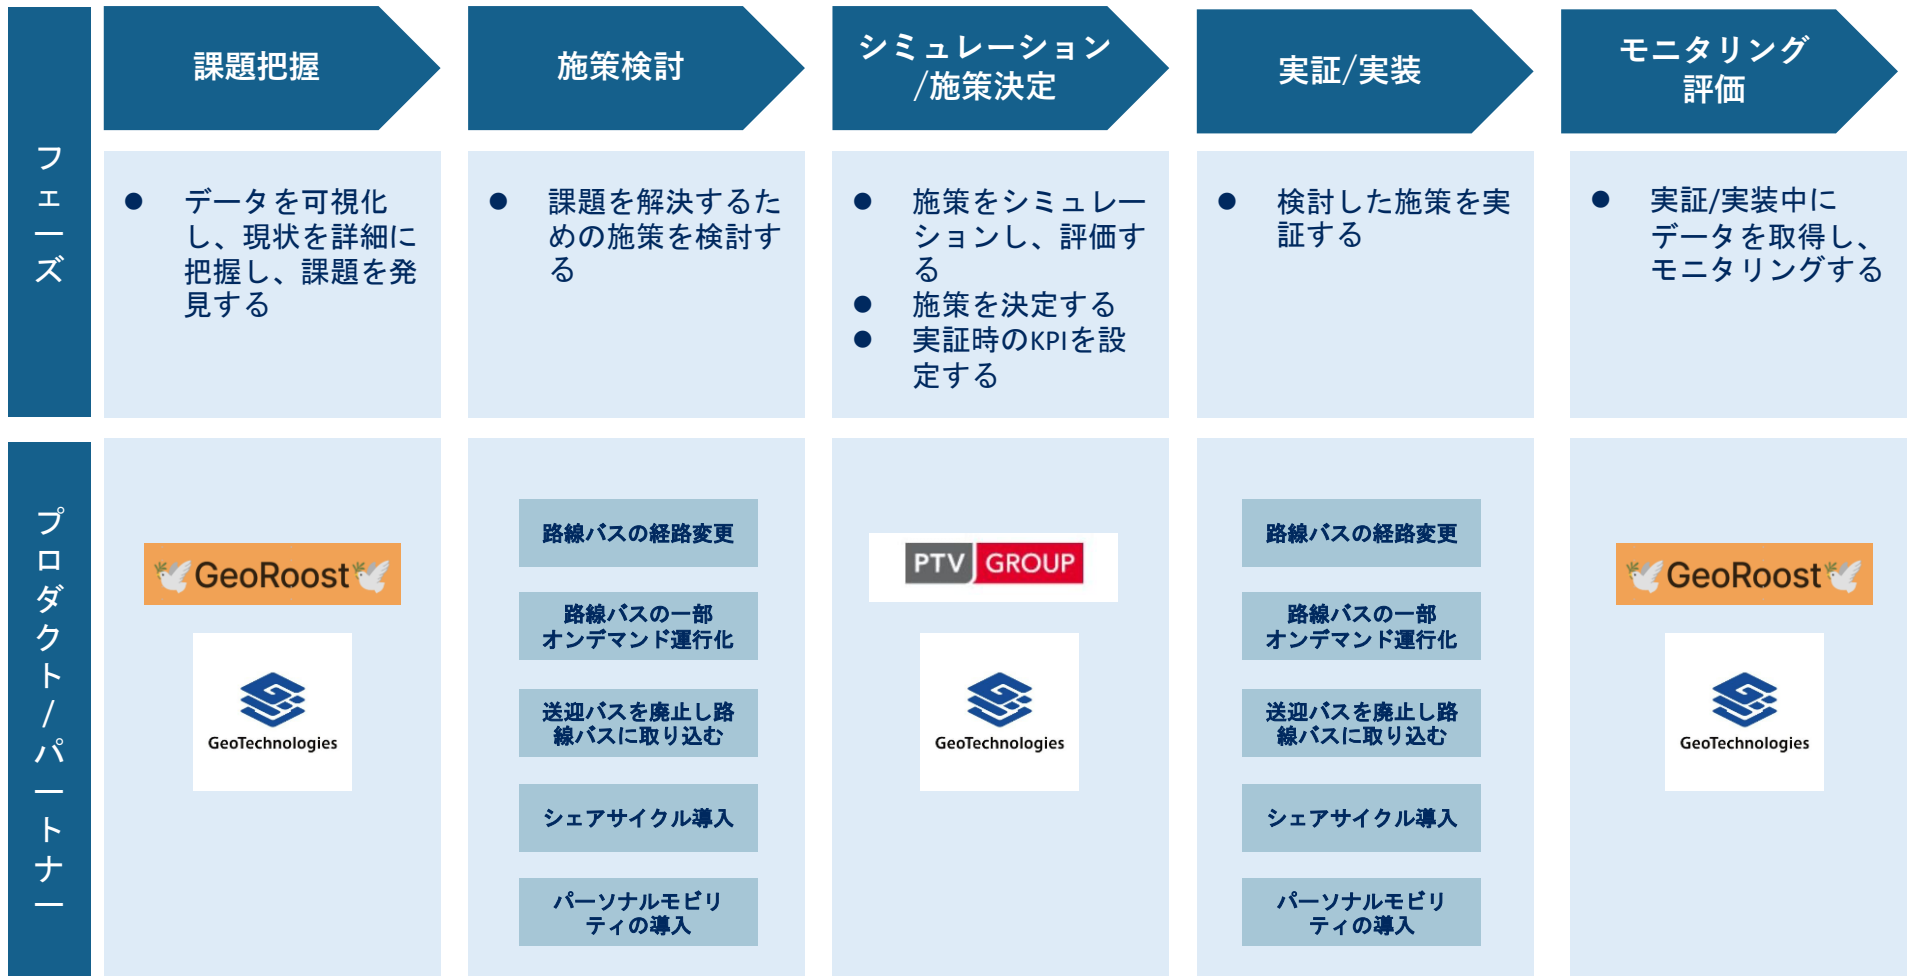 フェーズ
課題把握
施策検討
シミュレーション
/施策決定
実証/実装
モニタリング
評価
● データを可視化
し、現状を詳細に
把握し、課題を発
見する
● 課題を解決するた
めの施策を検討す
る
● 施策をシミュレー
ションし、評価す
る
● 施策を決定する
● 実証時のKPIを設
定する
● 検討した施策を実
証する
● 実証/実装中に
データを取得し、
モニタリングする
プロダクト/パートナー
GeoRoost
GeoTechnologies
路線バスの経路変更
路線バスの一部
オンデマンド運行化
送迎バスを廃止し路
線バスに取り込む
シェアサイクル導入
パーソナルモビリ
ティの導入
PTV GROUP
GeoTechnologies
路線バスの経路変更
路線バスの一部
オンデマンド運行化
送迎バスを廃止し路
線バスに取り込む
シェアサイクル導入
パーソナルモビリ
ティの導入
GeoRoost
GeoTechnologies